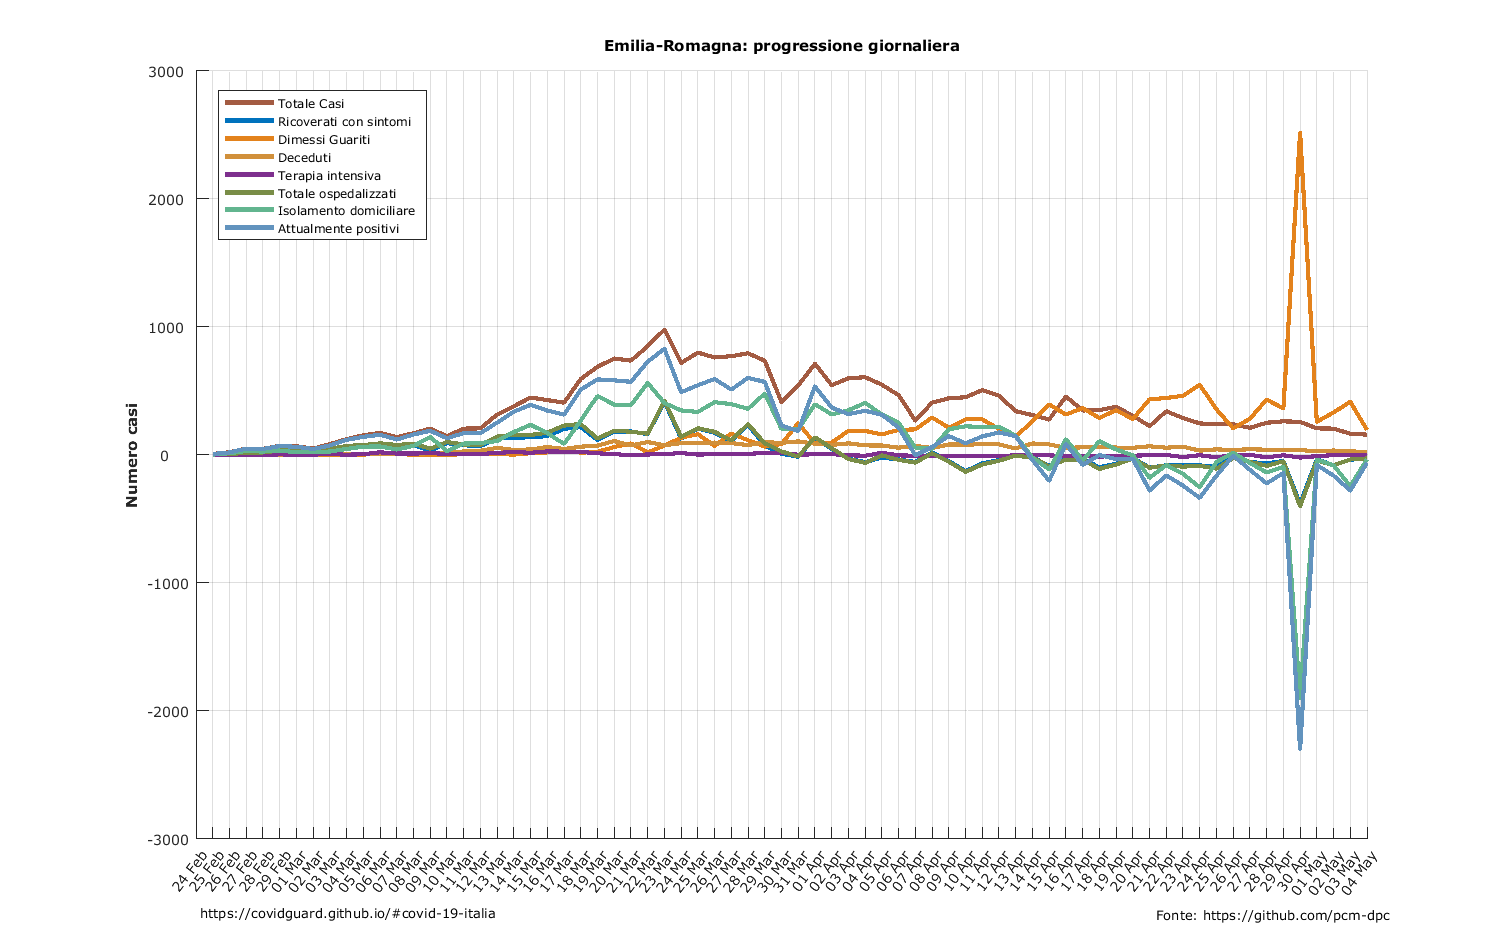 Emilia-Romagna: progressione giornaliera
Numero casi
3000
2000
1000
0
-1000
-2000
-3000
Totale Casi
Ricoverati con sintomi
Dimessi Guariti
Deceduti
Terapia intensiva
Totale ospedalizzati
Isolamento domiciliare
Attualmente positivi
24 Feb
25 Feb
26 Feb
27 Feb
28 Feb
29 Feb
01 Mar
02 Mar
03 Mar
04 Mar
05 Mar
06 Mar
07 Mar
08 Mar
09 Mar
10 Mar
11 Mar
12 Mar
13 Mar
14 Mar
15 Mar
16 Mar
17 Mar
18 Mar
19 Mar
20 Mar
21 Mar
22 Mar
23 Mar
24 Mar
25 Mar
26 Mar
27 Mar
28 Mar
29 Mar
30 Mar
31 Mar
01 Apr
02 Apr
03 Apr
04 Apr
05 Apr
06 Apr
07 Apr
08 Apr
09 Apr
10 Apr
11 Apr
12 Apr
13 Apr
14 Apr
15 Apr
16 Apr
17 Apr
18 Apr
19 Apr
20 Apr
21 Apr
22 Apr
23 Apr
24 Apr
25 Apr
26 Apr
27 Apr
28 Apr
29 Apr
30 Apr
01 May
02 May
03 May
04 May
https://covidguard.github.io/#covid-19-italia
Fonte: https://github.com/pcm-dpc